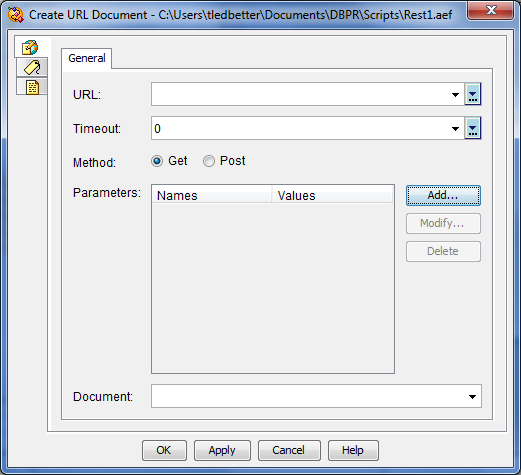 Create URL Document - C:\Users\tledbetter\Documents\DBPR\Scripts\Rest1.aef
General
URL:
Timeout: 0
Method: Get Post
Parameters: Names Values Add...
Modify...
Delete
Document:
OK Apply Cancel Help